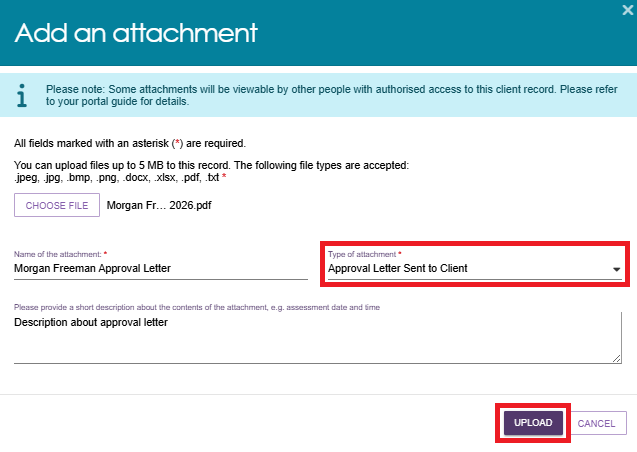 Add an attachment
Please note: Some attachments will be viewable by other people with authorised access to this client record. Please refer
to your portal guide for details.
All fields marked with an asterisk (*) are required.
You can upload files up to 5 MB to this record. The following file types are accepted:
.jpeg, .jpg, .bmp, .png, .docx, .xlsx, .pdf, .txt *
CHOOSE FILE Morgan Fr... 2026.pdf
Name of the attachment: *
Morgan Freeman Approval Letter
Type of attachment *
Approval Letter Sent to Client
Please provide a short description about the contents of the attachment, e.g. assessment date and time
Description about approval letter
UPLOAD CANCEL